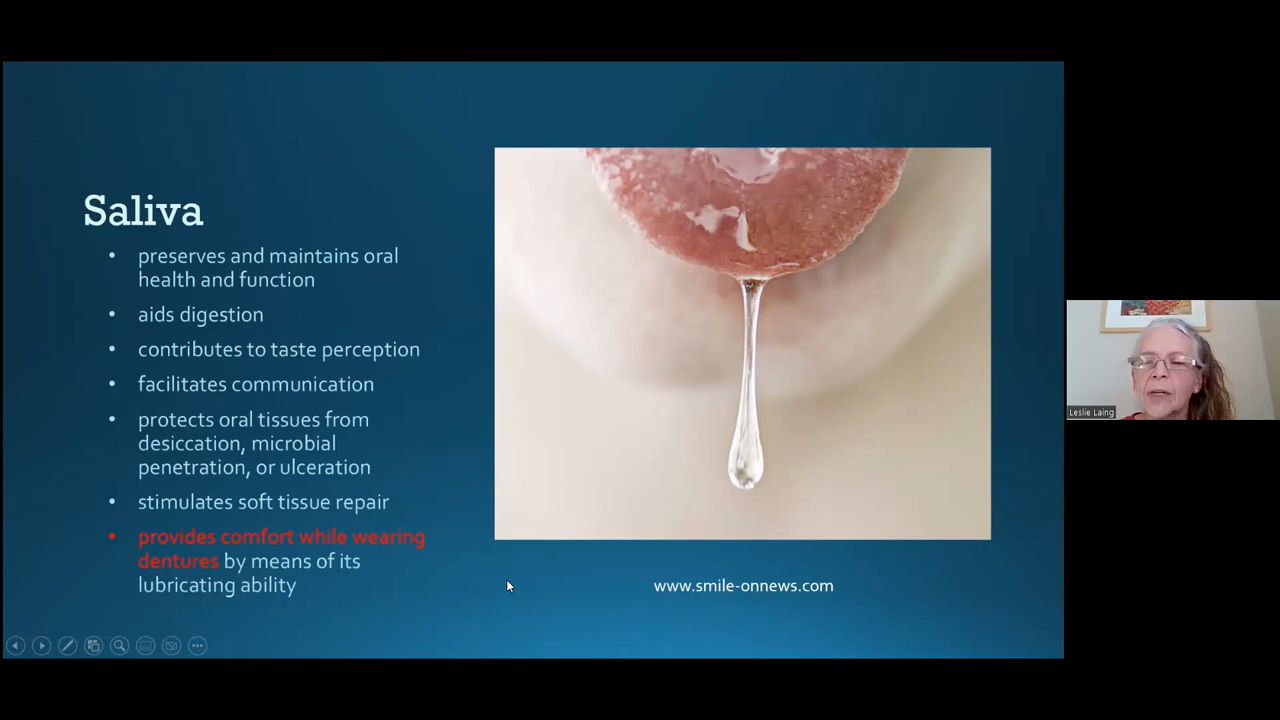 Saliva
• preserves and maintains oral
health and function
• aids digestion
• contributes to taste perception
• facilitates communication
• protects oral tissues from
desiccation, microbial
penetration, or ulceration
• stimulates soft tissue repair
• provides comfort while wearing
dentures by means of its
lubricating ability
www.smile-onnews.com
Leslie Laing